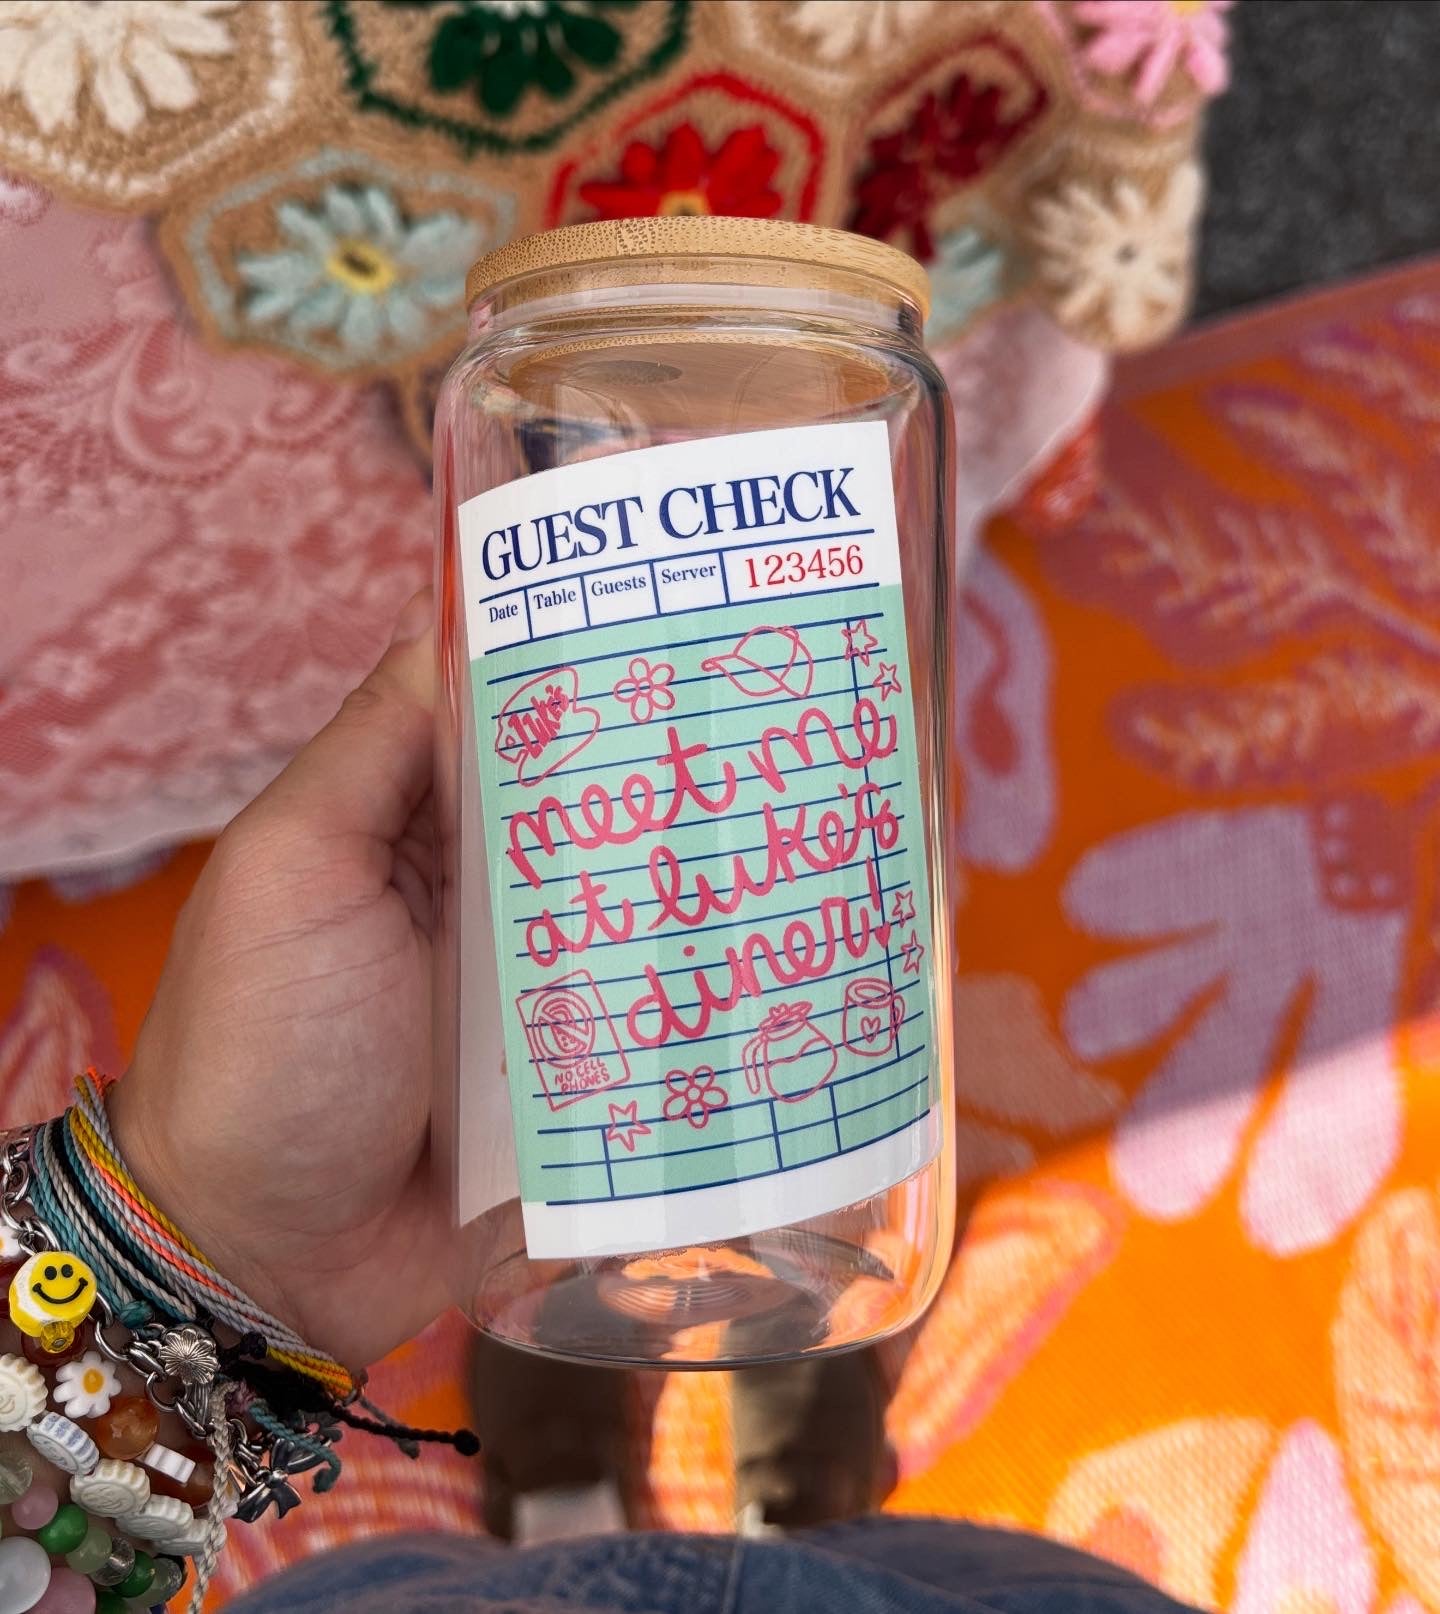 GUEST CHECK
Date Table Guests Server 123456
LUKE'S
meet me
at luke's
diner!
NO CELL
PHONES